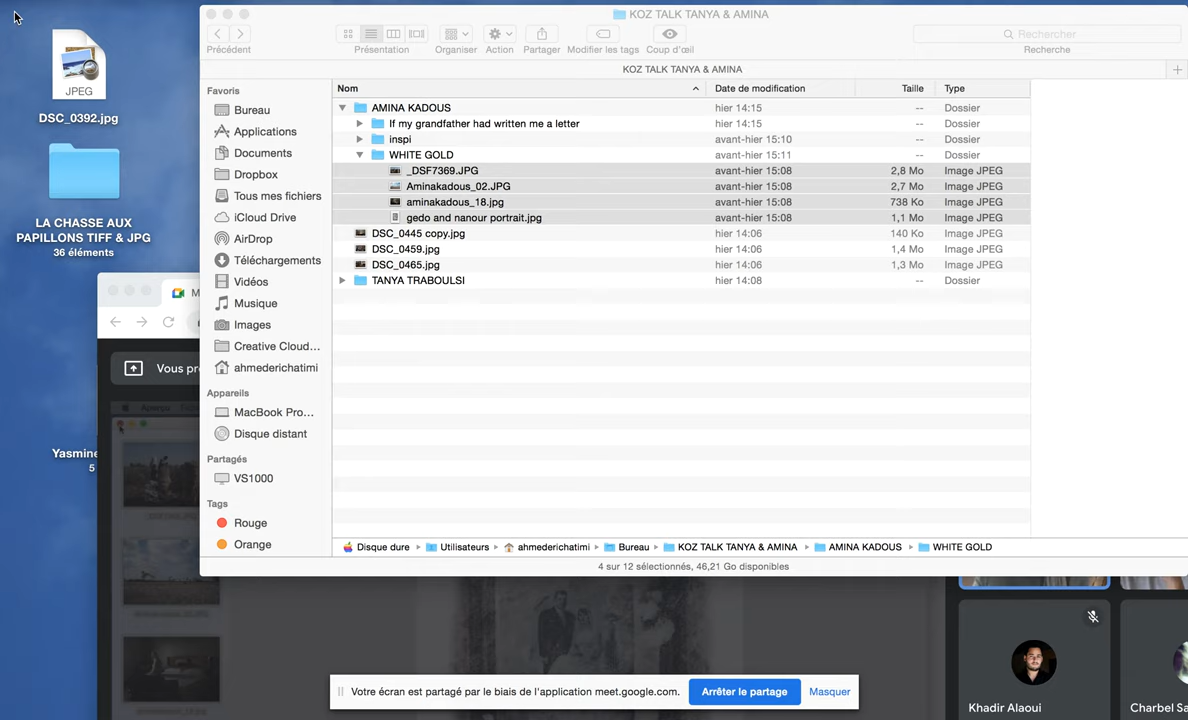 KOZ TALK TANYA & AMINA
Précédent
Présentation
Organiser
Action
Partager
Modifier les tags
Coup d'œil
Rechercher
Recherche
KOZ TALK TANYA & AMINA
Favoris
Bureau
Applications
Documents
Dropbox
Tous mes fichiers
iCloud Drive
AirDrop
Téléchargements
Vidéos
Musique
Images
Creative Cloud...
ahmederichatimi
Appareils
MacBook Pro...
Disque distant
Partagés
VS1000
Tags
Rouge
Orange
Nom Date de modification Taille Type
AMINA KADOUS hier 14:15 -- Dossier
If my grandfather had written me a letter hier 14:15 -- Dossier
inspi avant-hier 15:10 -- Dossier
WHITE GOLD avant-hier 15:11 -- Dossier
_DSF7369.JPG avant-hier 15:08 2,8 Mo Image JPEG
Aminakadous_02.JPG avant-hier 15:08 2,7 Mo Image JPEG
aminakadous_18.jpg avant-hier 15:08 738 Ko Image JPEG
gedo and nanour portrait.jpg avant-hier 15:08 1,1 Mo Image JPEG
DSC_0445 copy.jpg hier 14:06 140 Ko Image JPEG
DSC_0459.jpg hier 14:06 1,4 Mo Image JPEG
DSC_0465.jpg hier 14:06 1,3 Mo Image JPEG
TANYA TRABOULSI hier 14:08 -- Dossier
Disque dure Utilisateurs ahmederichatimi Bureau KOZ TALK TANYA & AMINA AMINA KADOUS WHITE GOLD
4 sur 12 sélectionnés, 46,21 Go disponibles
JPEG
DSC_0392.jpg
LA CHASSE AUX
PAPILLONS TIFF & JPG
36 éléments
M
Vous pr
Yasmine
5
Votre écran est partagé par le biais de l'application meet.google.com.
Arrêter le partage
Masquer
Khadir Alaoui
Charbel Sa